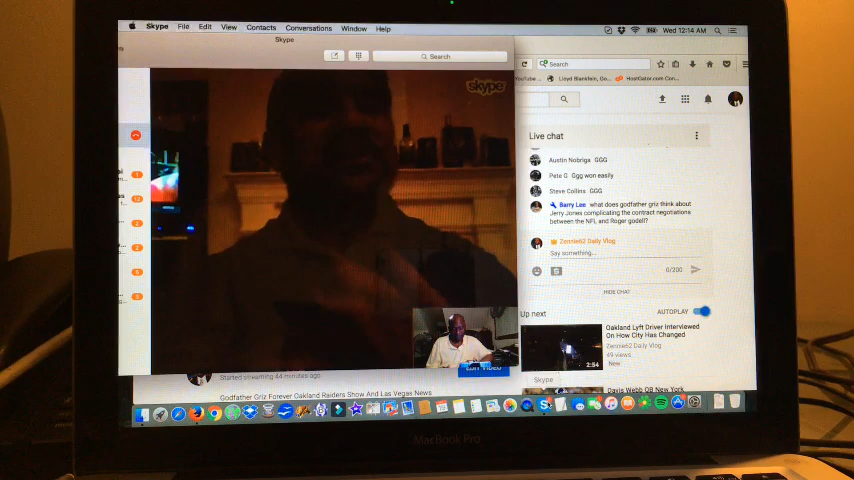 Skype File Edit View Contacts Conversations Window Help
Wed 12:14 AM
Skype
Search
Search
skype
YouTube
Lloyd Blankfein, Go...
HostGator.com Con...
Live chat
Austin Nobriga GGG
Pete G Ggg won easily
Steve Collins GGG
Barry Lee what does godfather griz think about
Jerry Jones complicating the contract negotiations
between the NFL and Roger godell?
Zennie62 Daily Vlog
Say something...
0/200
HIDE CHAT
Up next
AUTOPLAY
Oakland Lyft Driver Interviewed
On How City Has Changed
Zennie62 Daily Vlog
49 views
New
2:54
EDIT VIDEO
Skype
Started streaming 44 minutes ago
Davis Webb QB New York
Godfather Griz Forever Oakland Raiders Show And Las Vegas News
MacBook Pro